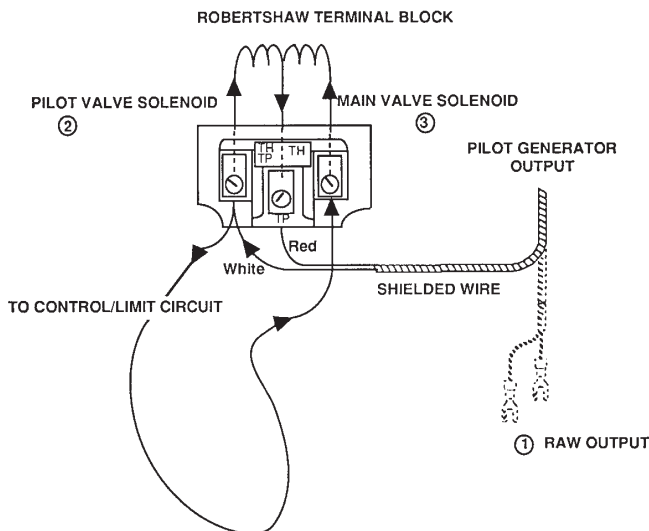 ROBERTSHAW TERMINAL BLOCK
PILOT VALVE SOLENOID
②
MAIN VALVE SOLENOID
③
PILOT GENERATOR
OUTPUT
TH
TP
TH
TP
Red
White
SHIELDED WIRE
TO CONTROL/LIMIT CIRCUIT
① RAW OUTPUT